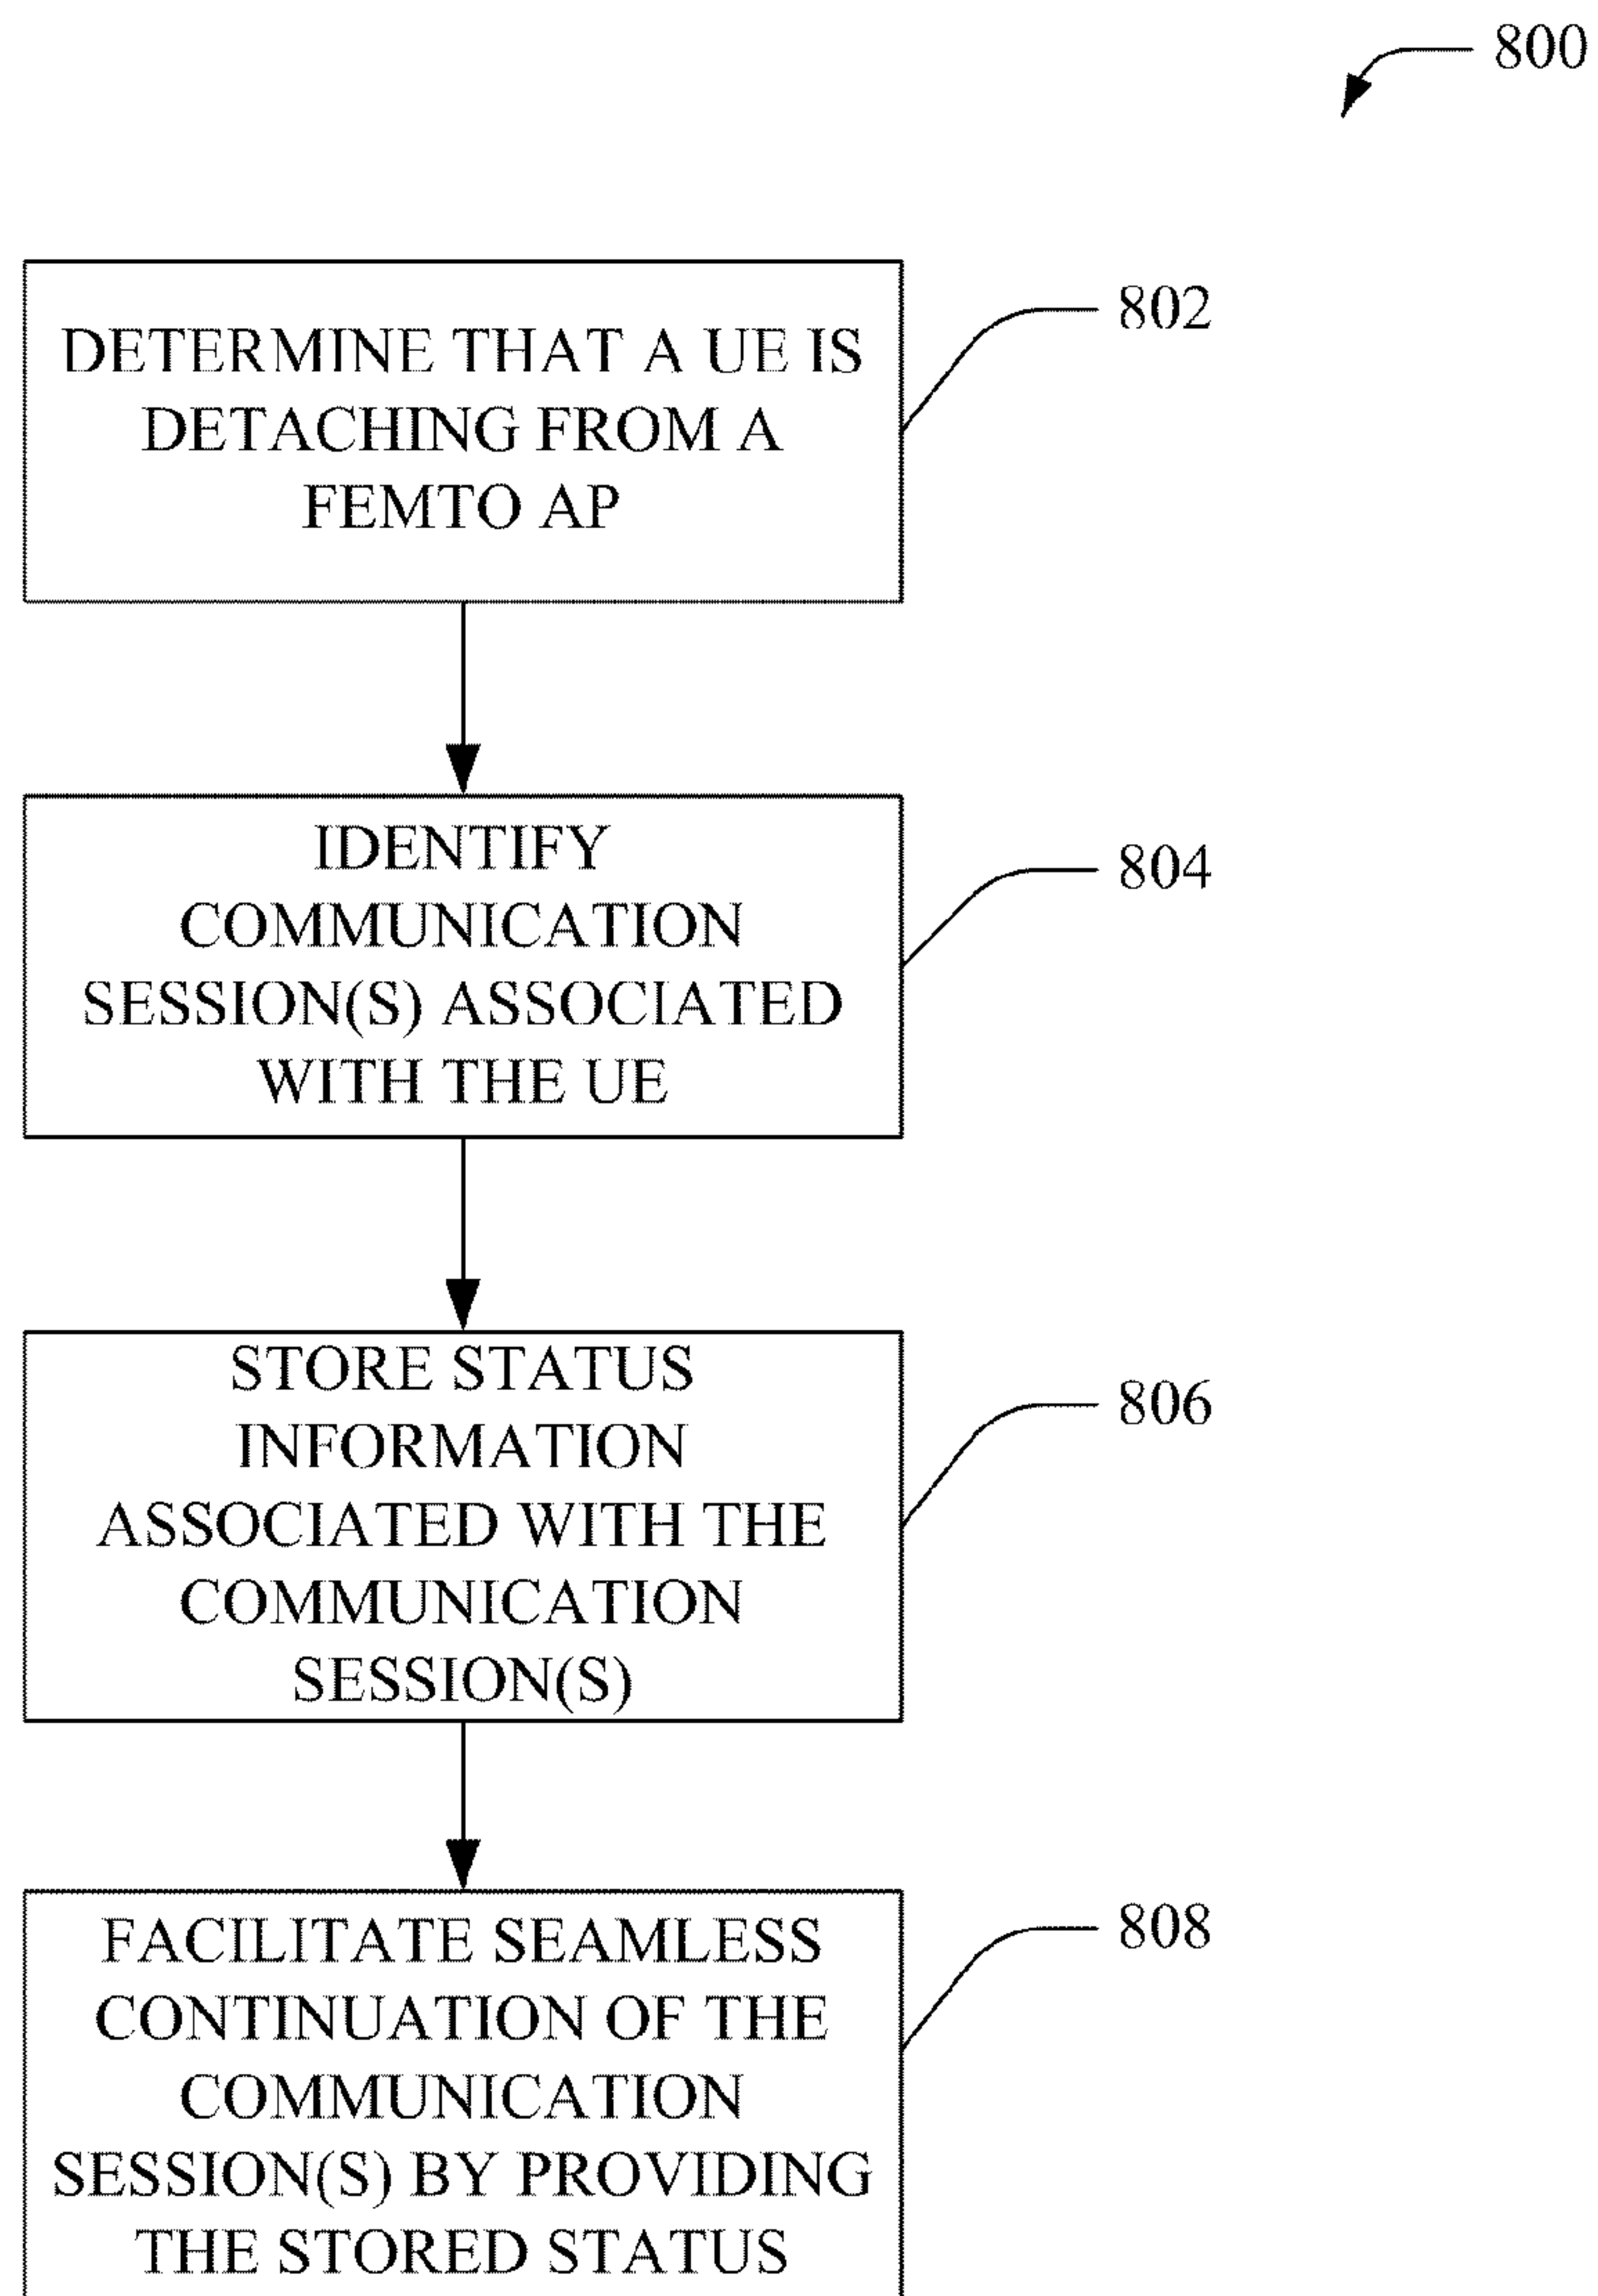 800
DETERMINE THAT A UE IS
DETACHING FROM A
FEMTO AP
802
IDENTIFY
COMMUNICATION
SESSION(S) ASSOCIATED
WITH THE UE
804
STORE STATUS
INFORMATION
ASSOCIATED WITH THE
COMMUNICATION
SESSION(S)
806
FACILITATE SEAMLESS
CONTINUATION OF THE
COMMUNICATION
SESSION(S) BY PROVIDING
THE STORED STATUS
808